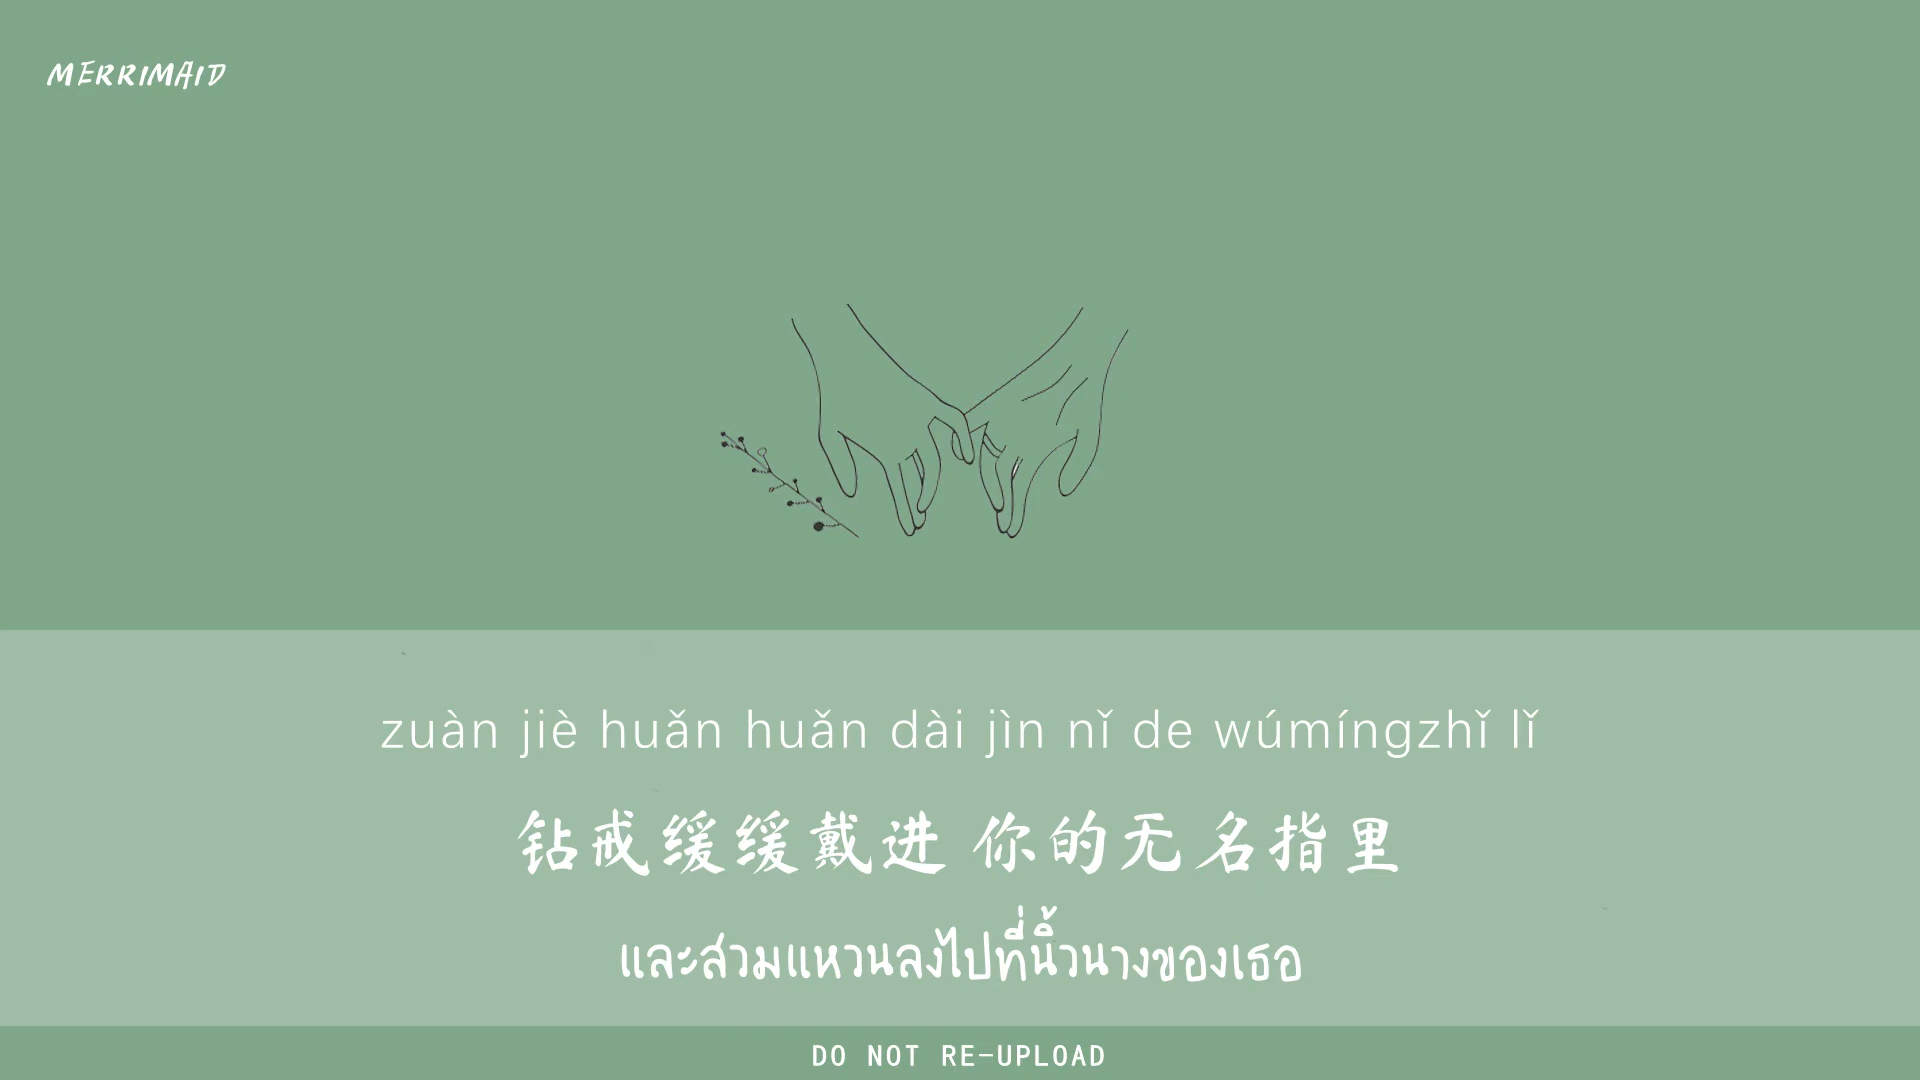 MERRIMAID
zuàn jiè huǎn huǎn dài jìn nǐ de wúmíngzhǐ lǐ
钻戒缓缓戴进 你的无名指里
และสวมแหวนลงไปที่นิ้วนางของเธอ
DO NOT RE-UPLOAD